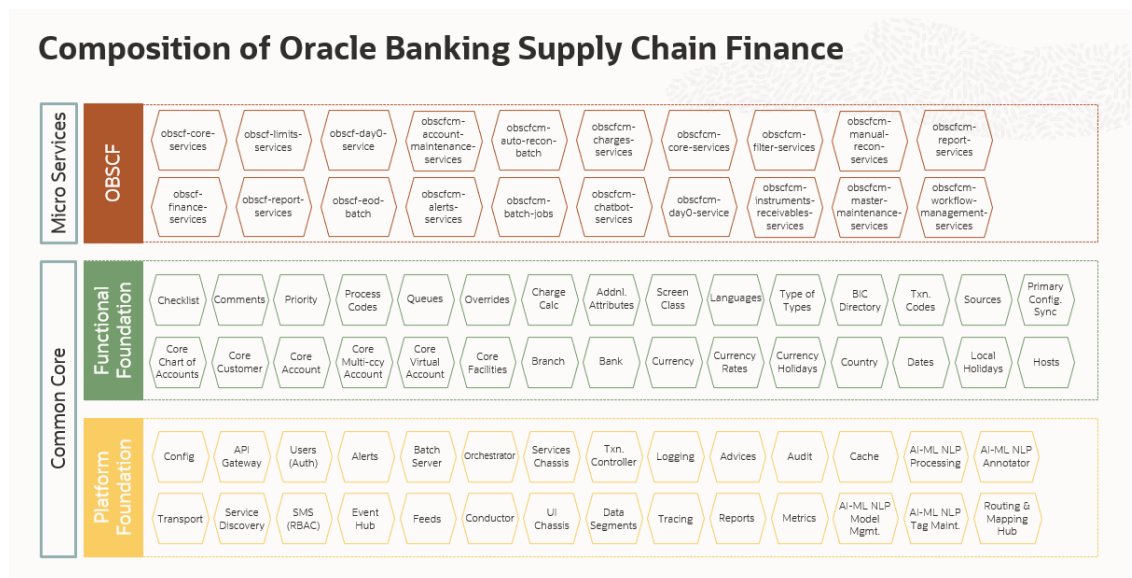 Composition of Oracle Banking Supply Chain Finance
Micro Services
OBSCF
obscf-core-
services
obscf-limits-
services
obscf-day0-
service
obscfcm-
account-
maintenance-
services
obscfcm-
auto-recon-
batch
obscfcm-
charges-
services
obscfcm-
core-services
obscfcm-
filter-services
obscfcm-
manual-
recon-
services
obscfcm-
report-
services
obscf-
finance-
services
obscf-report-
services
obscf-eod-
batch
obscfcm-
alerts-
services
obscfcm-
batch-jobs
obscfcm-
chatbot-
services
obscfcm-
day0-service
obscfcm-
instruments-
receivables-
services
obscfcm-
master-
maintenance-
services
obscfcm-
workflow-
management-
services
Common Core
Functional
Foundation
Checklist
Comments
Priority
Process
Codes
Queues
Overrides
Charge
Calc
Addnl.
Attributes
Screen
Class
Languages
Type of
Types
BIC
Directory
Txn.
Codes
Sources
Primary
Config.
Sync
Core
Chart of
Accounts
Core
Customer
Core
Account
Core
Multi-ccy
Account
Core
Virtual
Account
Core
Facilities
Branch
Bank
Currency
Currency
Rates
Currency
Holidays
Country
Dates
Local
Holidays
Hosts
Platform
Foundation
Config
API
Gateway
Users
(Auth)
Alerts
Batch
Server
Orchestrator
Services
Chassis
Txn.
Controller
Logging
Advices
Audit
Cache
AI-ML NLP
Processing
AI-ML NLP
Annotator
Transport
Service
Discovery
SMS
(RBAC)
Event
Hub
Feeds
Conductor
UI
Chassis
Data
Segments
Tracing
Reports
Metrics
AI-ML NLP
Model
Mgmt.
AI-ML NLP
Tag Maint.
Routing &
Mapping
Hub